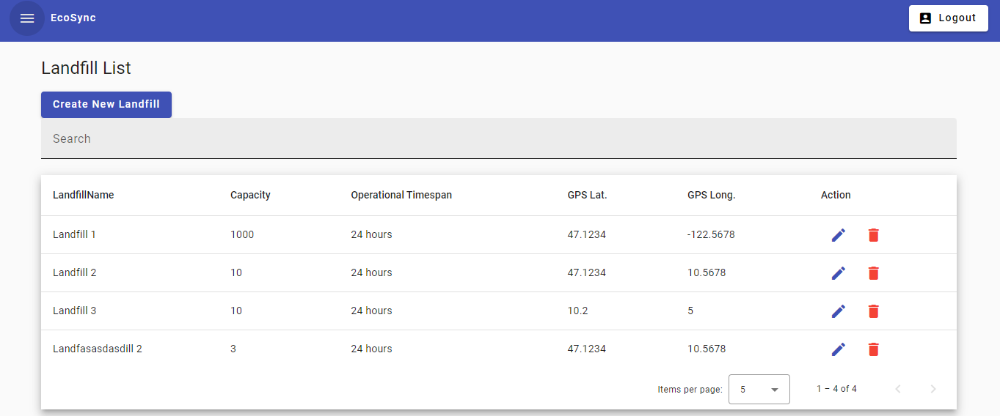 EcoSync
Logout
Landfill List
Create New Landfill
Search
LandfillName Capacity Operational Timespan GPS Lat. GPS Long. Action
Landfill 1 1000 24 hours 47.1234 -122.5678
Landfill 2 10 24 hours 47.1234 10.5678
Landfill 3 10 24 hours 10.2 5
Landfasasdasdill 2 3 24 hours 47.1234 10.5678
Items per page: 5 1 – 4 of 4